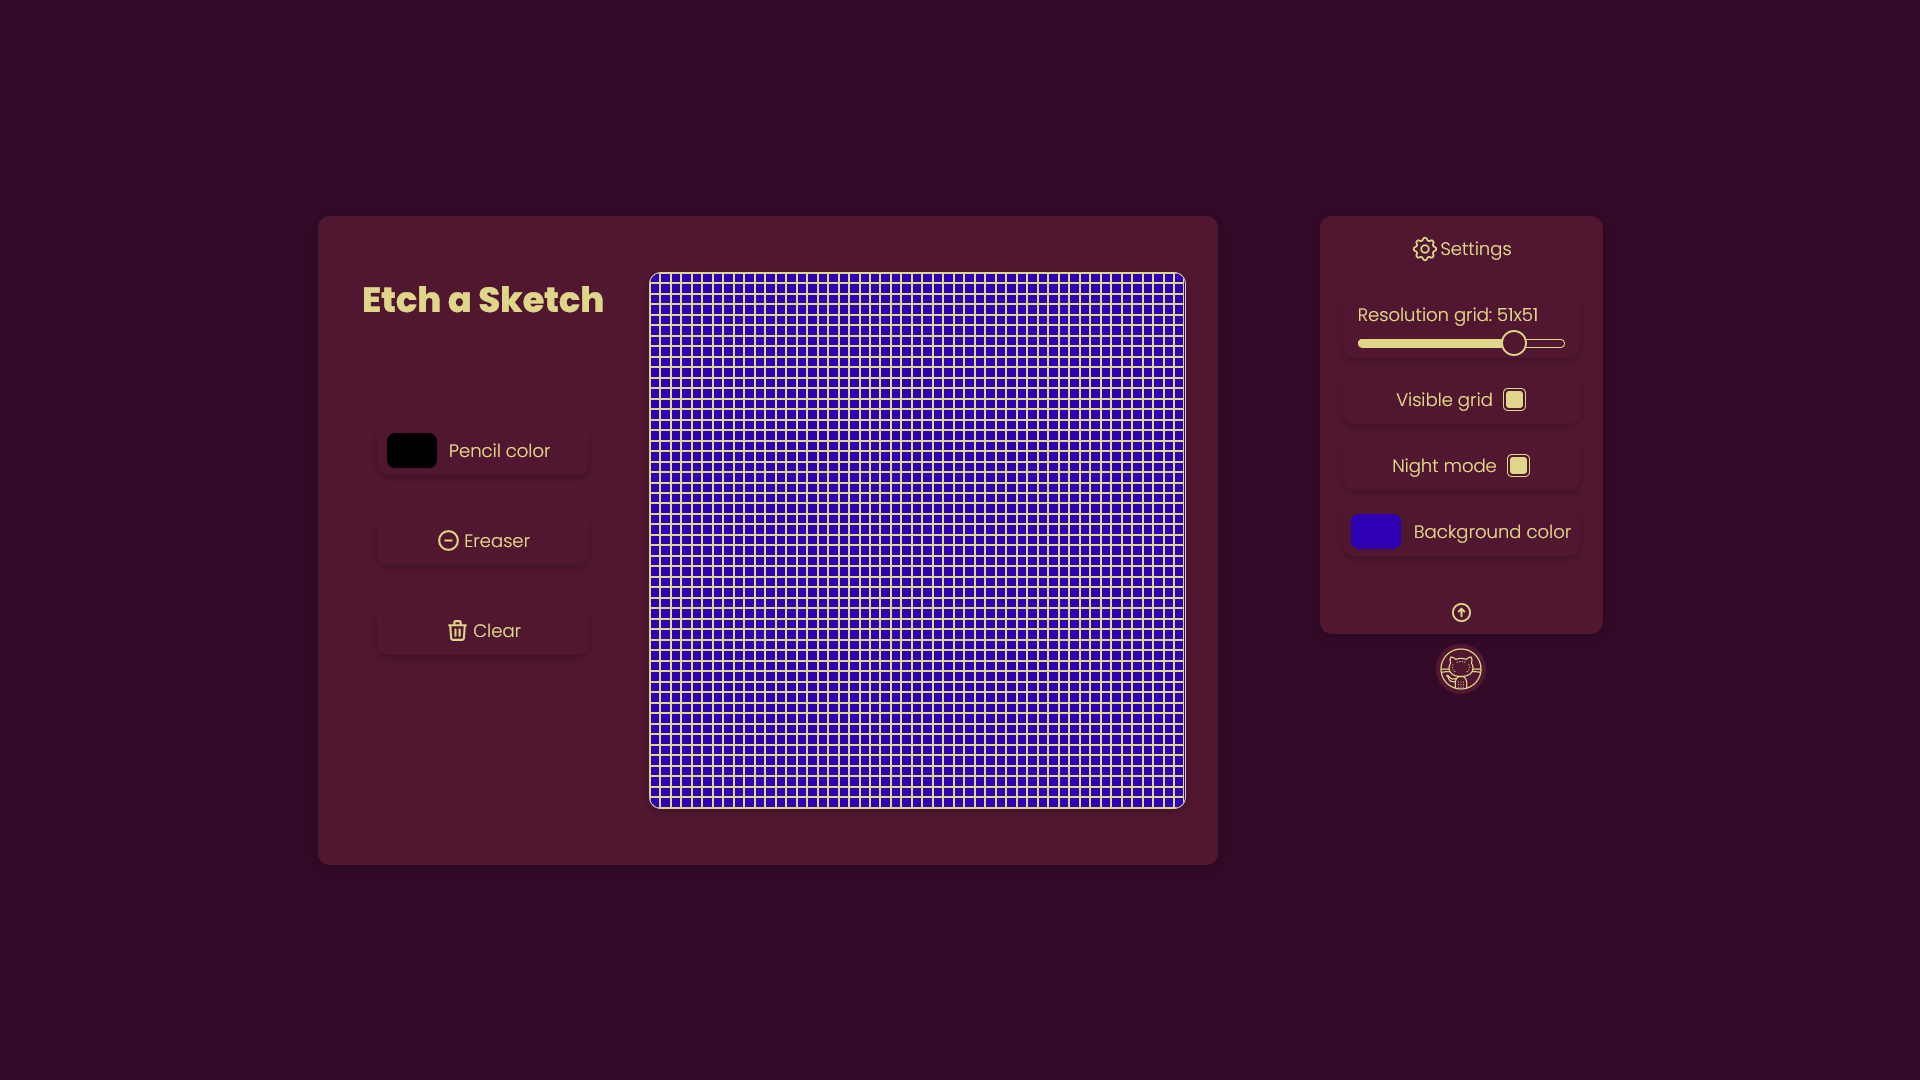 Etch a Sketch
Pencil color
Ereaser
Clear
Settings
Resolution grid: 51x51
Visible grid
Night mode
Background color